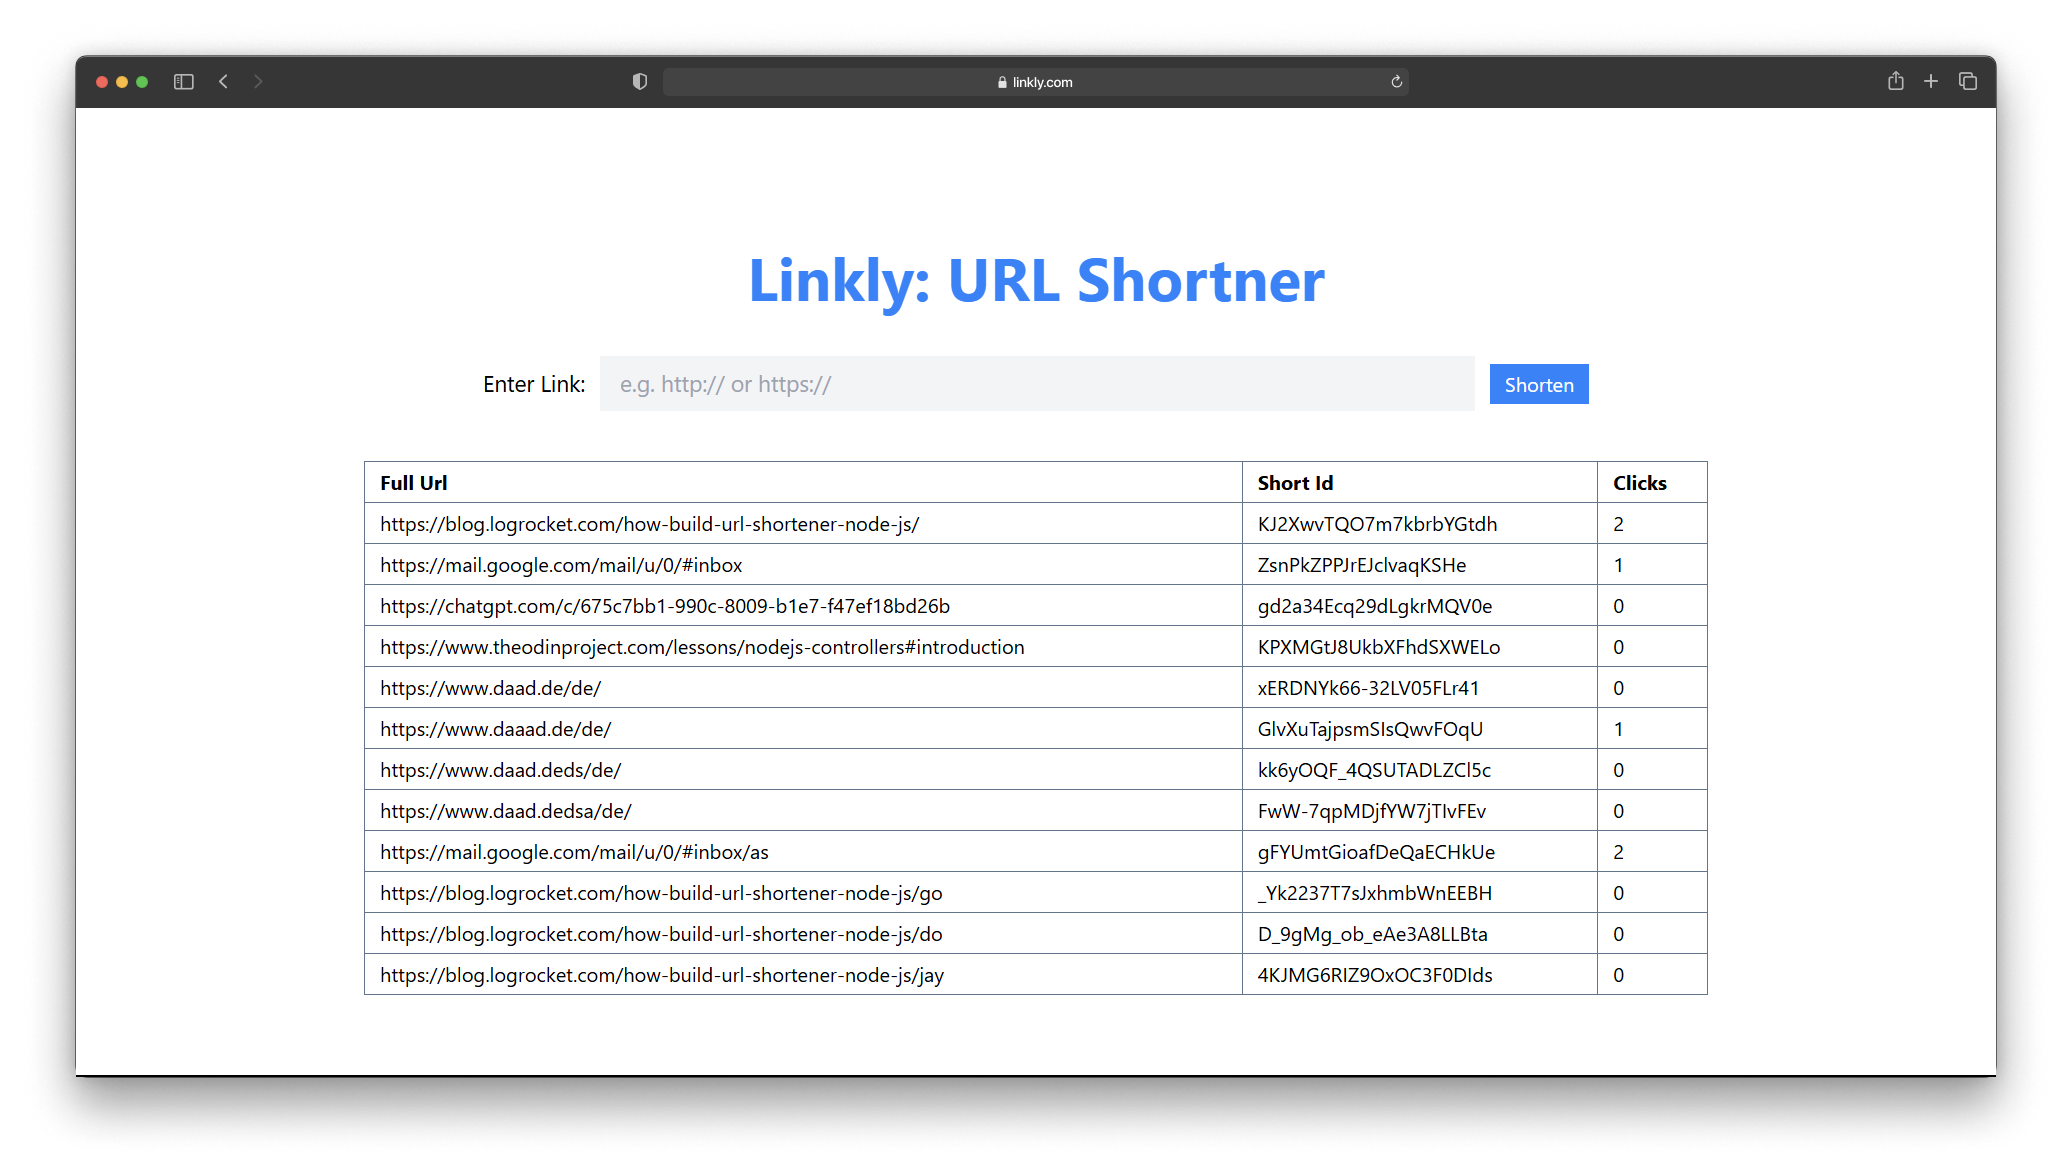 linkly.com
Linkly: URL Shortner
Enter Link: e.g. http:// or https:// Shorten
Full Url Short Id Clicks
https://blog.logrocket.com/how-build-url-shortener-node-js/ KJ2XwvTQO7m7kbrbYGtdh 2
https://mail.google.com/mail/u/0/#inbox ZsnPkZPPJrEJclvaqKSHe 1
https://chatgpt.com/c/675c7bb1-990c-8009-b1e7-f47ef18bd26b gd2a34Ecq29dLgkrMQV0e 0
https://www.theodinproject.com/lessons/nodejs-controllers#introduction KPXMGtJ8UkbXFhdSXWELo 0
https://www.daad.de/de/ xERDNYk66-32LV05FLr41 0
https://www.daaad.de/de/ GlvXuTajpsmSIsQwvFOqU 1
https://www.daad.deds/de/ kk6yOQF_4QSUTADLZCl5c 0
https://www.daad.dedsa/de/ FwW-7qpMDjfYW7jTIvFEv 0
https://mail.google.com/mail/u/0/#inbox/as gFYUmtGioafDeQaECHkUe 2
https://blog.logrocket.com/how-build-url-shortener-node-js/go _Yk2237T7sJxhmbWnEEBH 0
https://blog.logrocket.com/how-build-url-shortener-node-js/do D_9gMg_ob_eAe3A8LLBta 0
https://blog.logrocket.com/how-build-url-shortener-node-js/jay 4KJMG6RIZ9OxOC3F0DIds 0